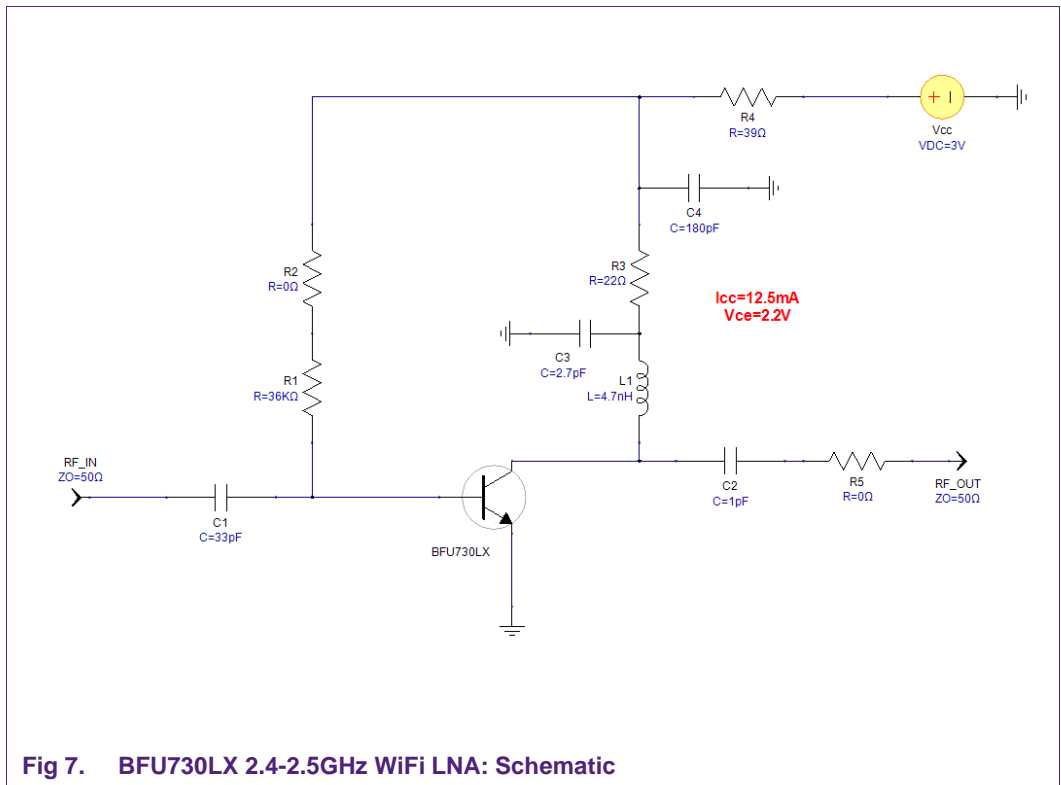 R4
R=39Ω
+ -
Vcc
VDC=3V
C4
C=180pF
R2
R=0Ω
R3
R=22Ω
Icc=12.5mA
Vce=2.2V
C3
C=2.7pF
R1
R=36KΩ
L1
L=4.7nH
RF_IN
ZO=50Ω
C1
C=33pF
BFU730LX
C2
C=1pF
R5
R=0Ω
RF_OUT
ZO=50Ω
Fig 7. BFU730LX 2.4-2.5GHz WiFi LNA: Schematic